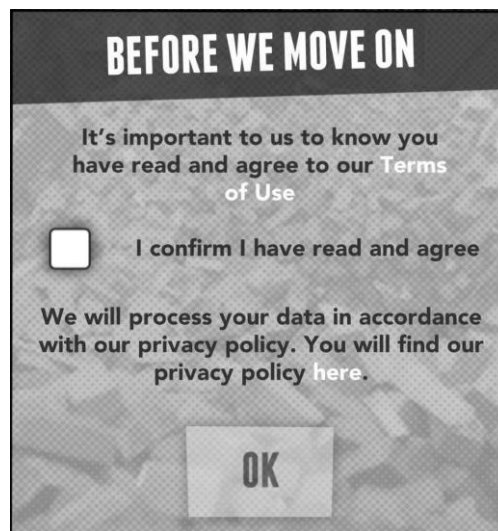 BEFORE WE MOVE ON
It's important to us to know you
have read and agree to our Terms
of Use
I confirm I have read and agree
We will process your data in accordance
with our privacy policy. You will find our
privacy policy here.
OK